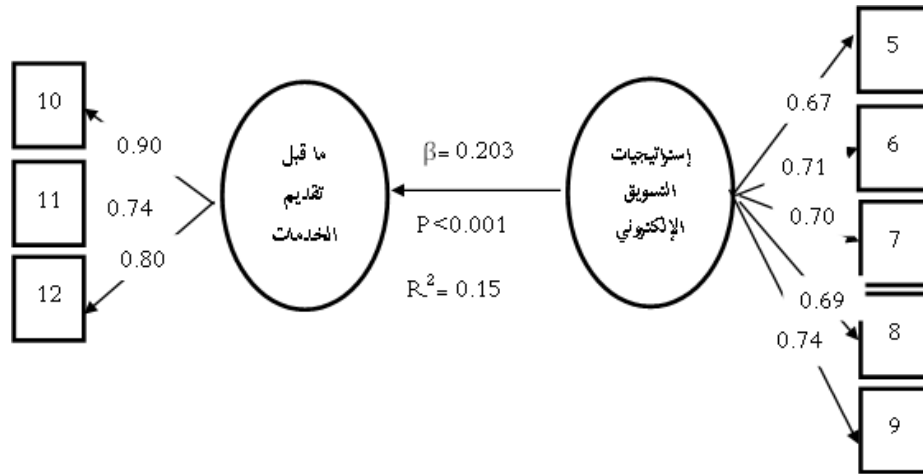 5
6
7
8
9
0.67
0.71
0.70
0.69
0.74
إستراتيجيات
التسويق
الإلكتروني
β= 0.203
P<0.001
R²= 0.15
ما قبل
تقديم
الخدمات
0.90
0.74
0.80
10
11
12